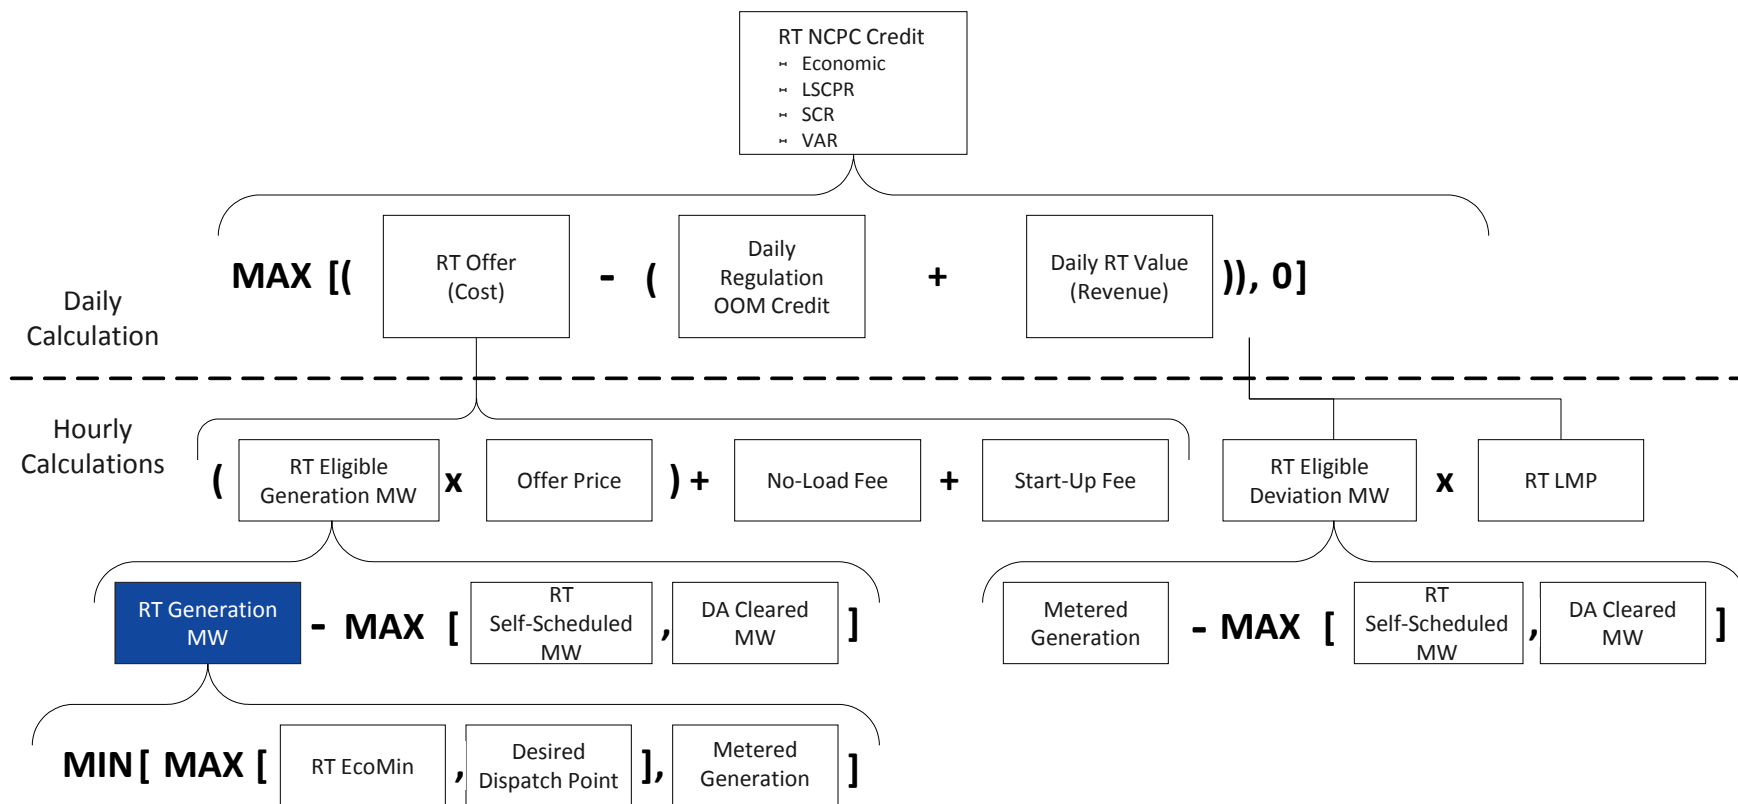 RT NCPC Credit
Economic
LSCPR
SCR
VAR
Daily
Calculation
MAX [(
RT Offer
(Cost)
- (
Daily
Regulation
OOM Credit
+
Daily RT Value
(Revenue)
)), 0]
Hourly
Calculations
(
RT Eligible
Generation MW
x
Offer Price
) +
No-Load Fee
+
Start-Up Fee
RT Eligible
Deviation MW
x
RT LMP
RT Generation
MW
- MAX [
RT
Self-Scheduled
MW
,
DA Cleared
MW
]
Metered
Generation
- MAX [
RT
Self-Scheduled
MW
,
DA Cleared
MW
]
MIN[ MAX [
RT EcoMin
,
Desired
Dispatch Point
],
Metered
Generation
]